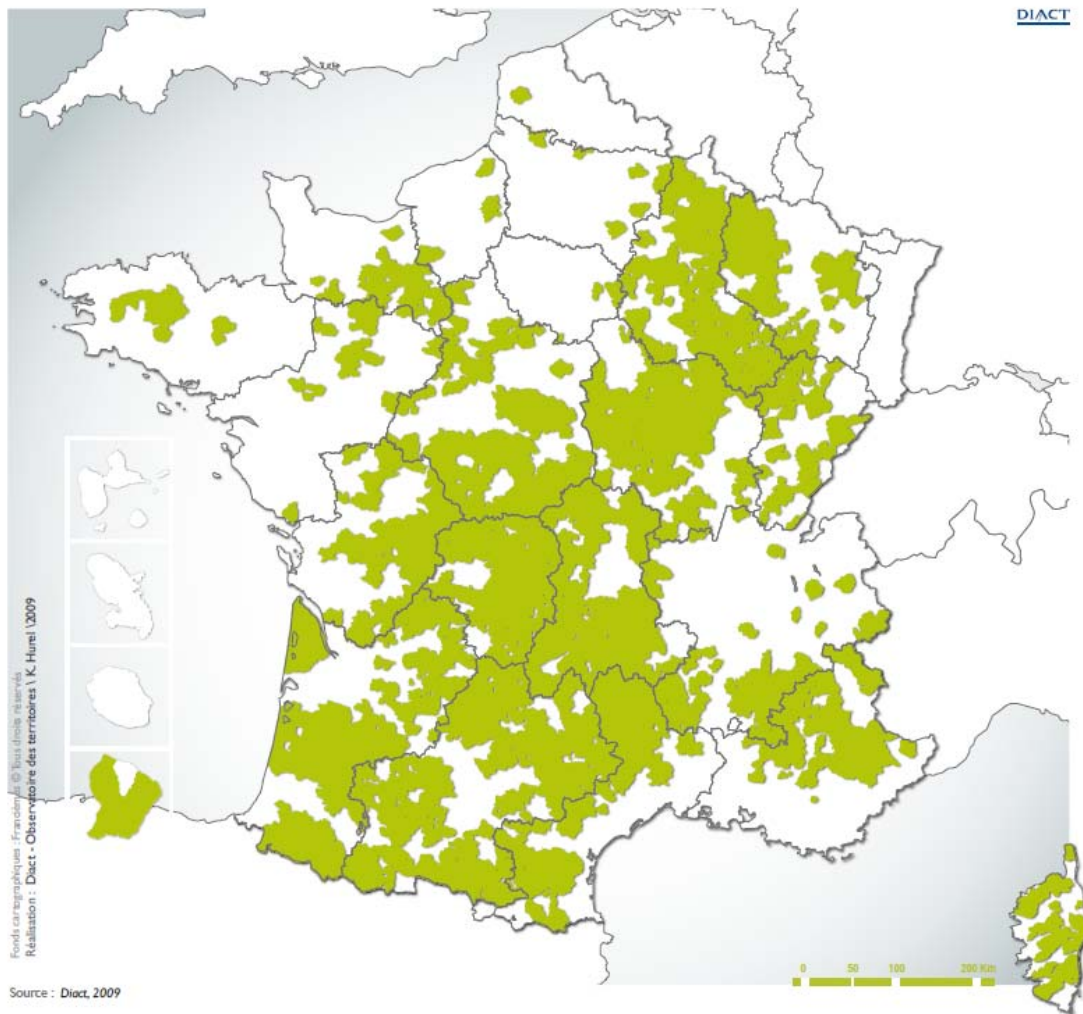 DIACT
Fonds cartographiques : Francièmes © Tous droits réservés
Réalisation : Diact - Observatoire des territoires \ K. Hurel \2009
0 50 100 200 Km
Source : Diact, 2009